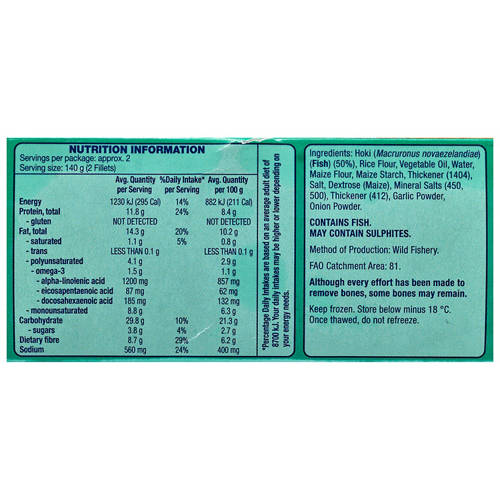 NUTRITION INFORMATION
Servings per package: approx. 2
Serving size: 140 g (2 Fillets)
Avg. Quantity %Daily Intake* Avg. Quantity
per Serving per Serving per 100 g
Energy 1230 kJ (295 Cal) 14% 882 kJ (211 Cal)
Protein, total 11.8 g 24% 8.4 g
- gluten NOT DETECTED NOT DETECTED
Fat, total 14.3 g 20% 10.2 g
- saturated 1.1 g 5% 0.8 g
- trans LESS THAN 0.1 g LESS THAN 0.1 g
- polyunsaturated 4.1 g 2.9 g
- omega-3 1.5 g 1.1 g
- alpha-linolenic acid 1200 mg 857 mg
- eicosapentaenoic acid 87 mg 62 mg
- docosahexaenoic acid 185 mg 132 mg
- monounsaturated 8.8 g 6.3 g
Carbohydrate 29.8 g 10% 21.3 g
- sugars 3.8 g 4% 2.7 g
Dietary fibre 8.7 g 29% 6.2 g
Sodium 560 mg 24% 400 mg
*Percentage Daily Intakes are based on an average adult diet of
8700 kJ. Your daily intakes may be higher or lower depending on
your energy needs.
Ingredients: Hoki (Macruronus novaezelandiae)
(Fish) (50%), Rice Flour, Vegetable Oil, Water,
Maize Flour, Maize Starch, Thickener (1404),
Salt, Dextrose (Maize), Mineral Salts (450,
500), Thickener (412), Garlic Powder,
Onion Powder.
CONTAINS FISH.
MAY CONTAIN SULPHITES.
Method of Production: Wild Fishery.
FAO Catchment Area: 81.
Although every effort has been made to
remove bones, some bones may remain.
Keep frozen. Store below minus 18 °C.
Once thawed, do not refreeze.